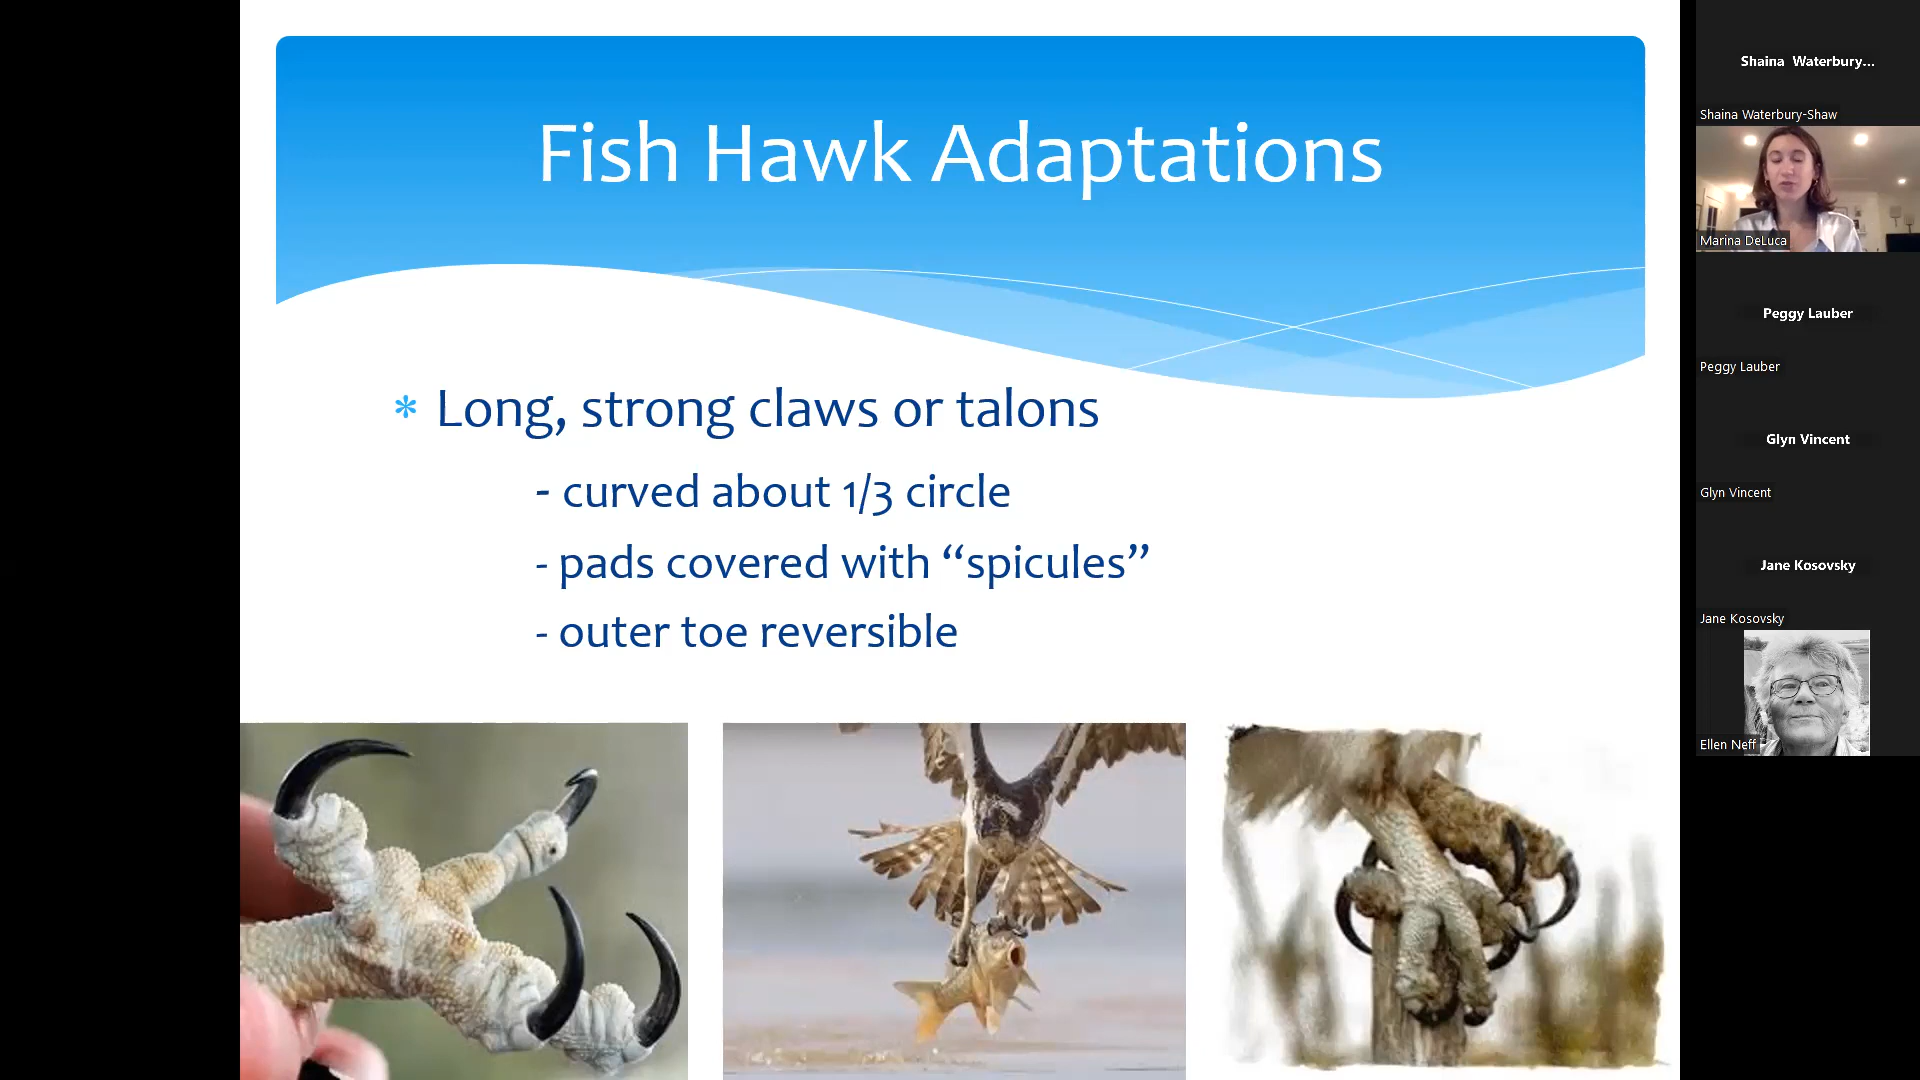 Fish Hawk Adaptations
* Long, strong claws or talons
- curved about 1/3 circle
- pads covered with “spicules”
- outer toe reversible
Shaina Waterbury...
Shaina Waterbury-Shaw
Marina DeLuca
Peggy Lauber
Peggy Lauber
Glyn Vincent
Glyn Vincent
Jane Kosovsky
Jane Kosovsky
Ellen Neff